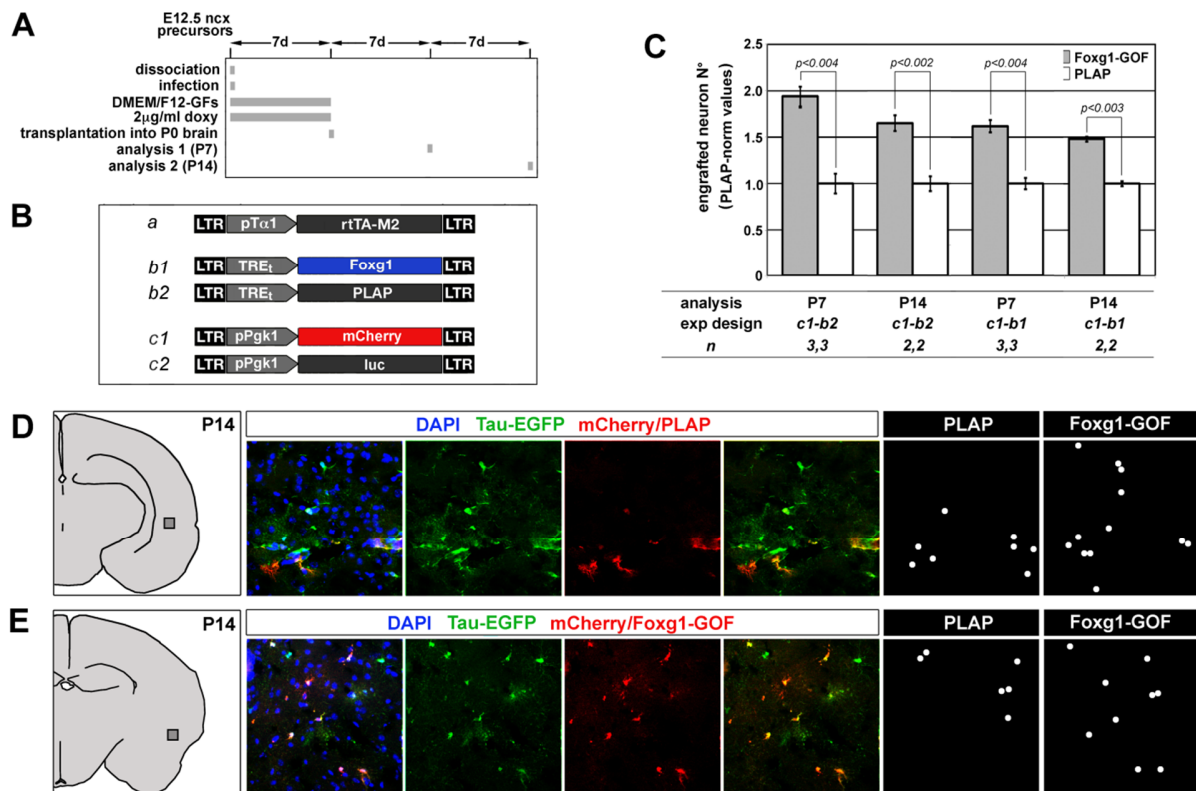 A
E12.5 ncx
precursors
7d 7d 7d
dissociation
infection
DMEM/F12-GFs
2μg/ml doxy
transplantation into P0 brain
analysis 1 (P7)
analysis 2 (P14)
B
a LTR pTα1 rtTA-M2 LTR
b1 LTR TREt Foxg1 LTR
b2 LTR TREt PLAP LTR
c1 LTR pPgk1 mCherry LTR
c2 LTR pPgk1 luc LTR
C
engrafted neuron N°
(PLAP-norm values)
2.5
2.0
1.5
1.0
0.5
0
Foxg1-GOF
PLAP
p<0.004 p<0.002 p<0.004 p<0.003
analysis P7 P14 P7 P14
exp design c1-b2 c1-b2 c1-b1 c1-b1
n 3,3 2,2 3,3 2,2
D
P14
DAPI Tau-EGFP mCherry/PLAP
PLAP
Foxg1-GOF
E
P14
DAPI Tau-EGFP mCherry/Foxg1-GOF
PLAP
Foxg1-GOF